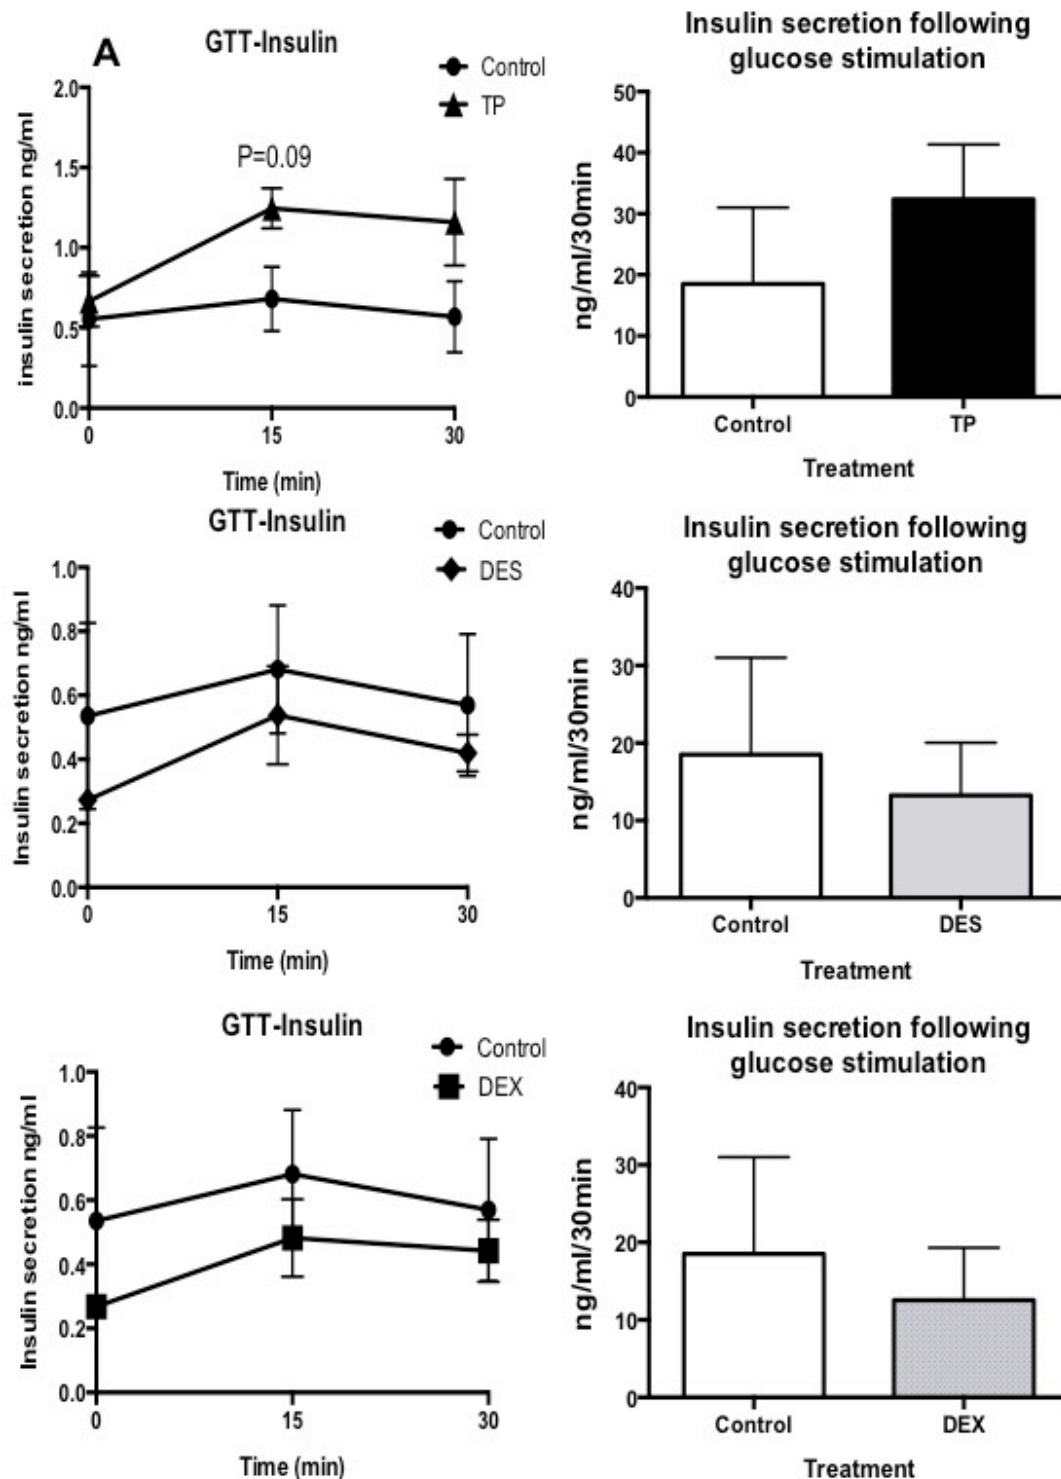 A
GTT-Insulin
Control
TP
insulin secretion ng/ml
2.0
1.5
1.0
0.5
0.0
P=0.09
0
15
30
Time (min)
Insulin secretion following
glucose stimulation
ng/ml/30min
50
40
30
20
10
0
Control
TP
Treatment
GTT-Insulin
Control
DES
Insulin secretion ng/ml
1.0
0.8
0.6
0.4
0.2
0.0
0
15
30
Time (min)
Insulin secretion following
glucose stimulation
ng/ml/30min
40
30
20
10
0
Control
DES
Treatment
GTT-Insulin
Control
DEX
Insulin secretion ng/ml
1.0
0.8
0.6
0.4
0.2
0.0
0
15
30
Time (min)
Insulin secretion following
glucose stimulation
ng/ml/30min
40
30
20
10
0
Control
DEX
Treatment